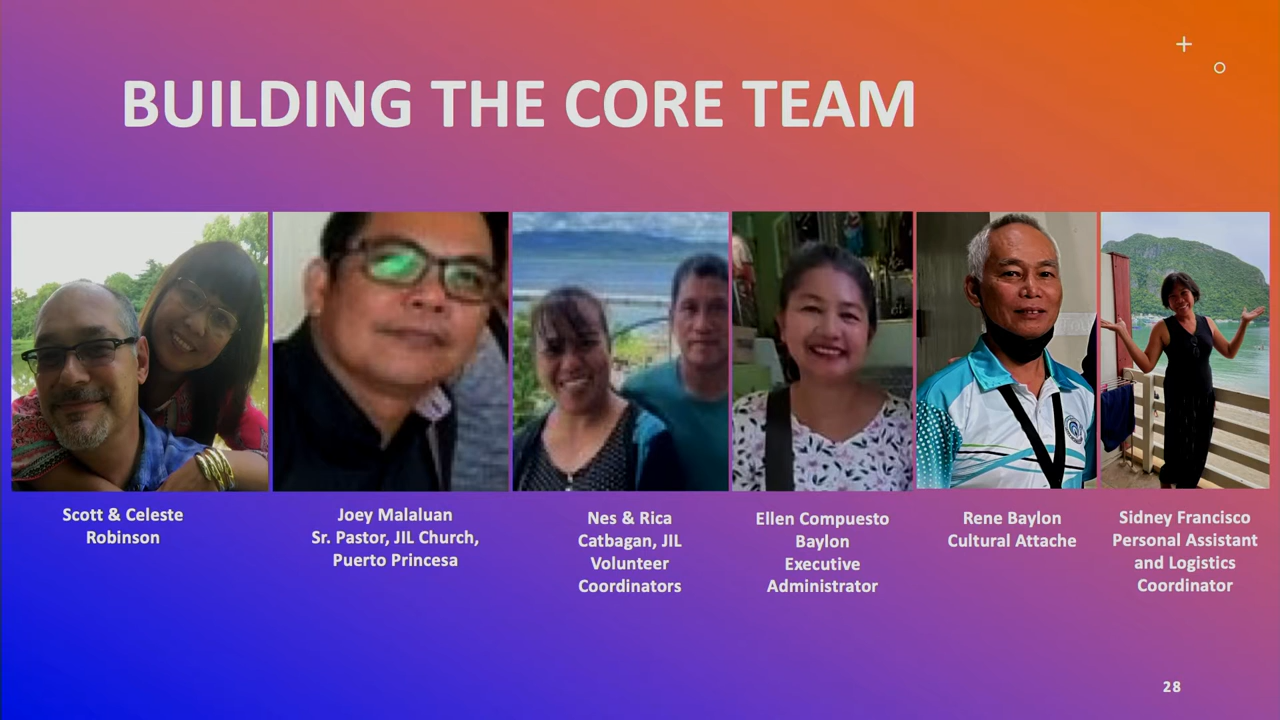 BUILDING THE CORE TEAM
Scott & Celeste
Robinson
Joey Malaluan
Sr. Pastor, JIL Church,
Puerto Princesa
Nes & Rica
Catbagan, JIL
Volunteer
Coordinators
Ellen Compuesto
Baylon
Executive
Administrator
Rene Baylon
Cultural Attache
Sidney Francisco
Personal Assistant
and Logistics
Coordinator
28